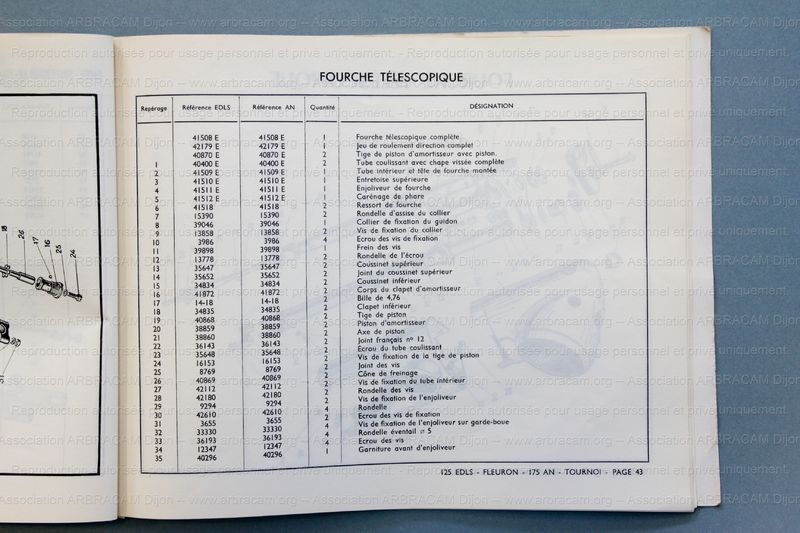 FOURCHE TÉLESCOPIQUE
Repérage Référence EDLS Référence AN Quantité DÉSIGNATION
41508 E 41508 E 1 Fourche télescopique complète
42179 E 42179 E 1 Jeu de roulement direction complet
40870 E 40870 E 2 Tige de piston d'amortisseur avec piston.
1 40400 E 40400 E 2 Tube coulissant avec chape vissée complète
2 41509 E 41509 E 1 Tube intérieur et tête de fourche montée
3 41510 E 41510 E 1 Entretoise supérieure
4 41511 E 41511 E 1 Enjoliveur de fourche
5 41512 E 41512 E 1 Carénage de phare
6 41518 41518 2 Ressort de fourche
7 15390 15390 2 Rondelle d'assise du collier
8 39046 39046 1 Collier de fixation du guidon
9 13858 13858 2 Vis de fixation du collier
10 3986 3986 4 Ecrou des vis de fixation
11 39898 39898 2 Frein des vis
12 13778 13778 2 Rondelle de l'écrou
13 35647 35647 2 Coussinet supérieur
14 35652 35652 2 Joint du coussinet supérieur
15 34834 34834 2 Coussinet inférieur
16 41872 41872 2 Corps du clapet d'amortisseur
17 14-18 14-18 2 Bille de 4,76
18 34835 34835 2 Clapet inférieur
19 40868 40868 2 Tige de piston
20 38859 38859 2 Piston d'amortisseur
21 38860 38860 2 Axe de piston
22 36143 36143 2 Joint français n° 12
23 35648 35648 2 Ecrou du tube coulissant
24 16153 16153 2 Vis de fixation de la tige de piston
25 8769 8769 2 Joint des vis
26 40869 40869 2 Cône de freinage
27 42112 42112 2 Vis de fixation du tube intérieur
28 42180 42180 2 Rondelle des vis
29 9294 9294 2 Vis de fixation de l'enjoliveur
30 42610 42610 4 Rondelle
31 3655 3655 2 Ecrou des vis de fixation
32 33330 33330 4 Vis de fixation de l'enjoliveur sur garde-boue
33 36193 36193 4 Rondelle éventail n° 5
34 12347 12347 4 Ecrou des vis
35 40296 40296 1 Garniture avant d'enjoliveur
125 EDLS - FLEURON - 175 AN - TOURNOI - PAGE 43
18
26
17
16
25
24